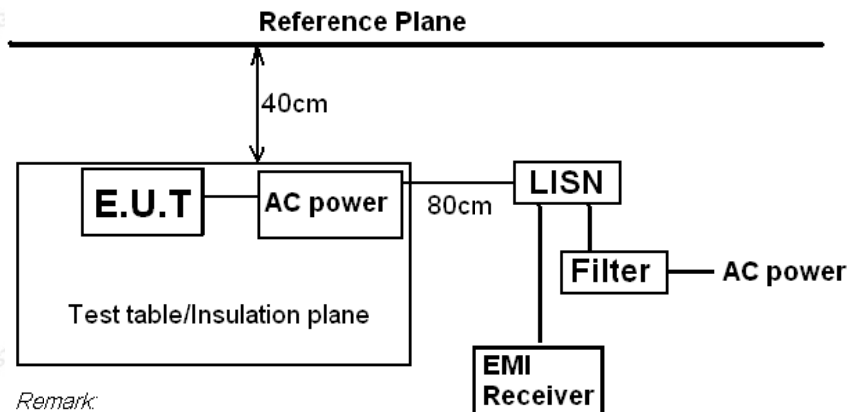 Reference Plane
40cm
E.U.T
AC power
80cm
LISN
Filter
AC power
Test table/Insulation plane
EMI
Receiver
Remark: